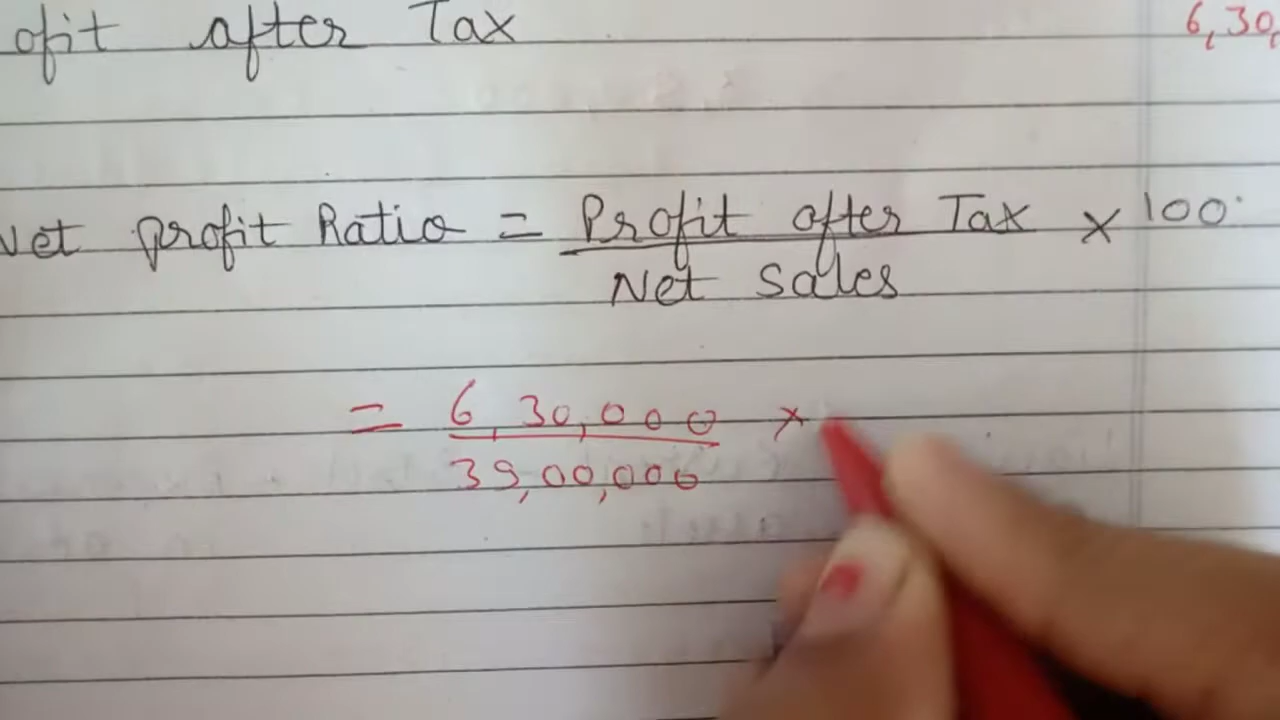 ofit after Tax 6,30,
Net profit Ratio = Profit after Tax × 100
Net Sales
= 6,30,000 ×
39,00,000